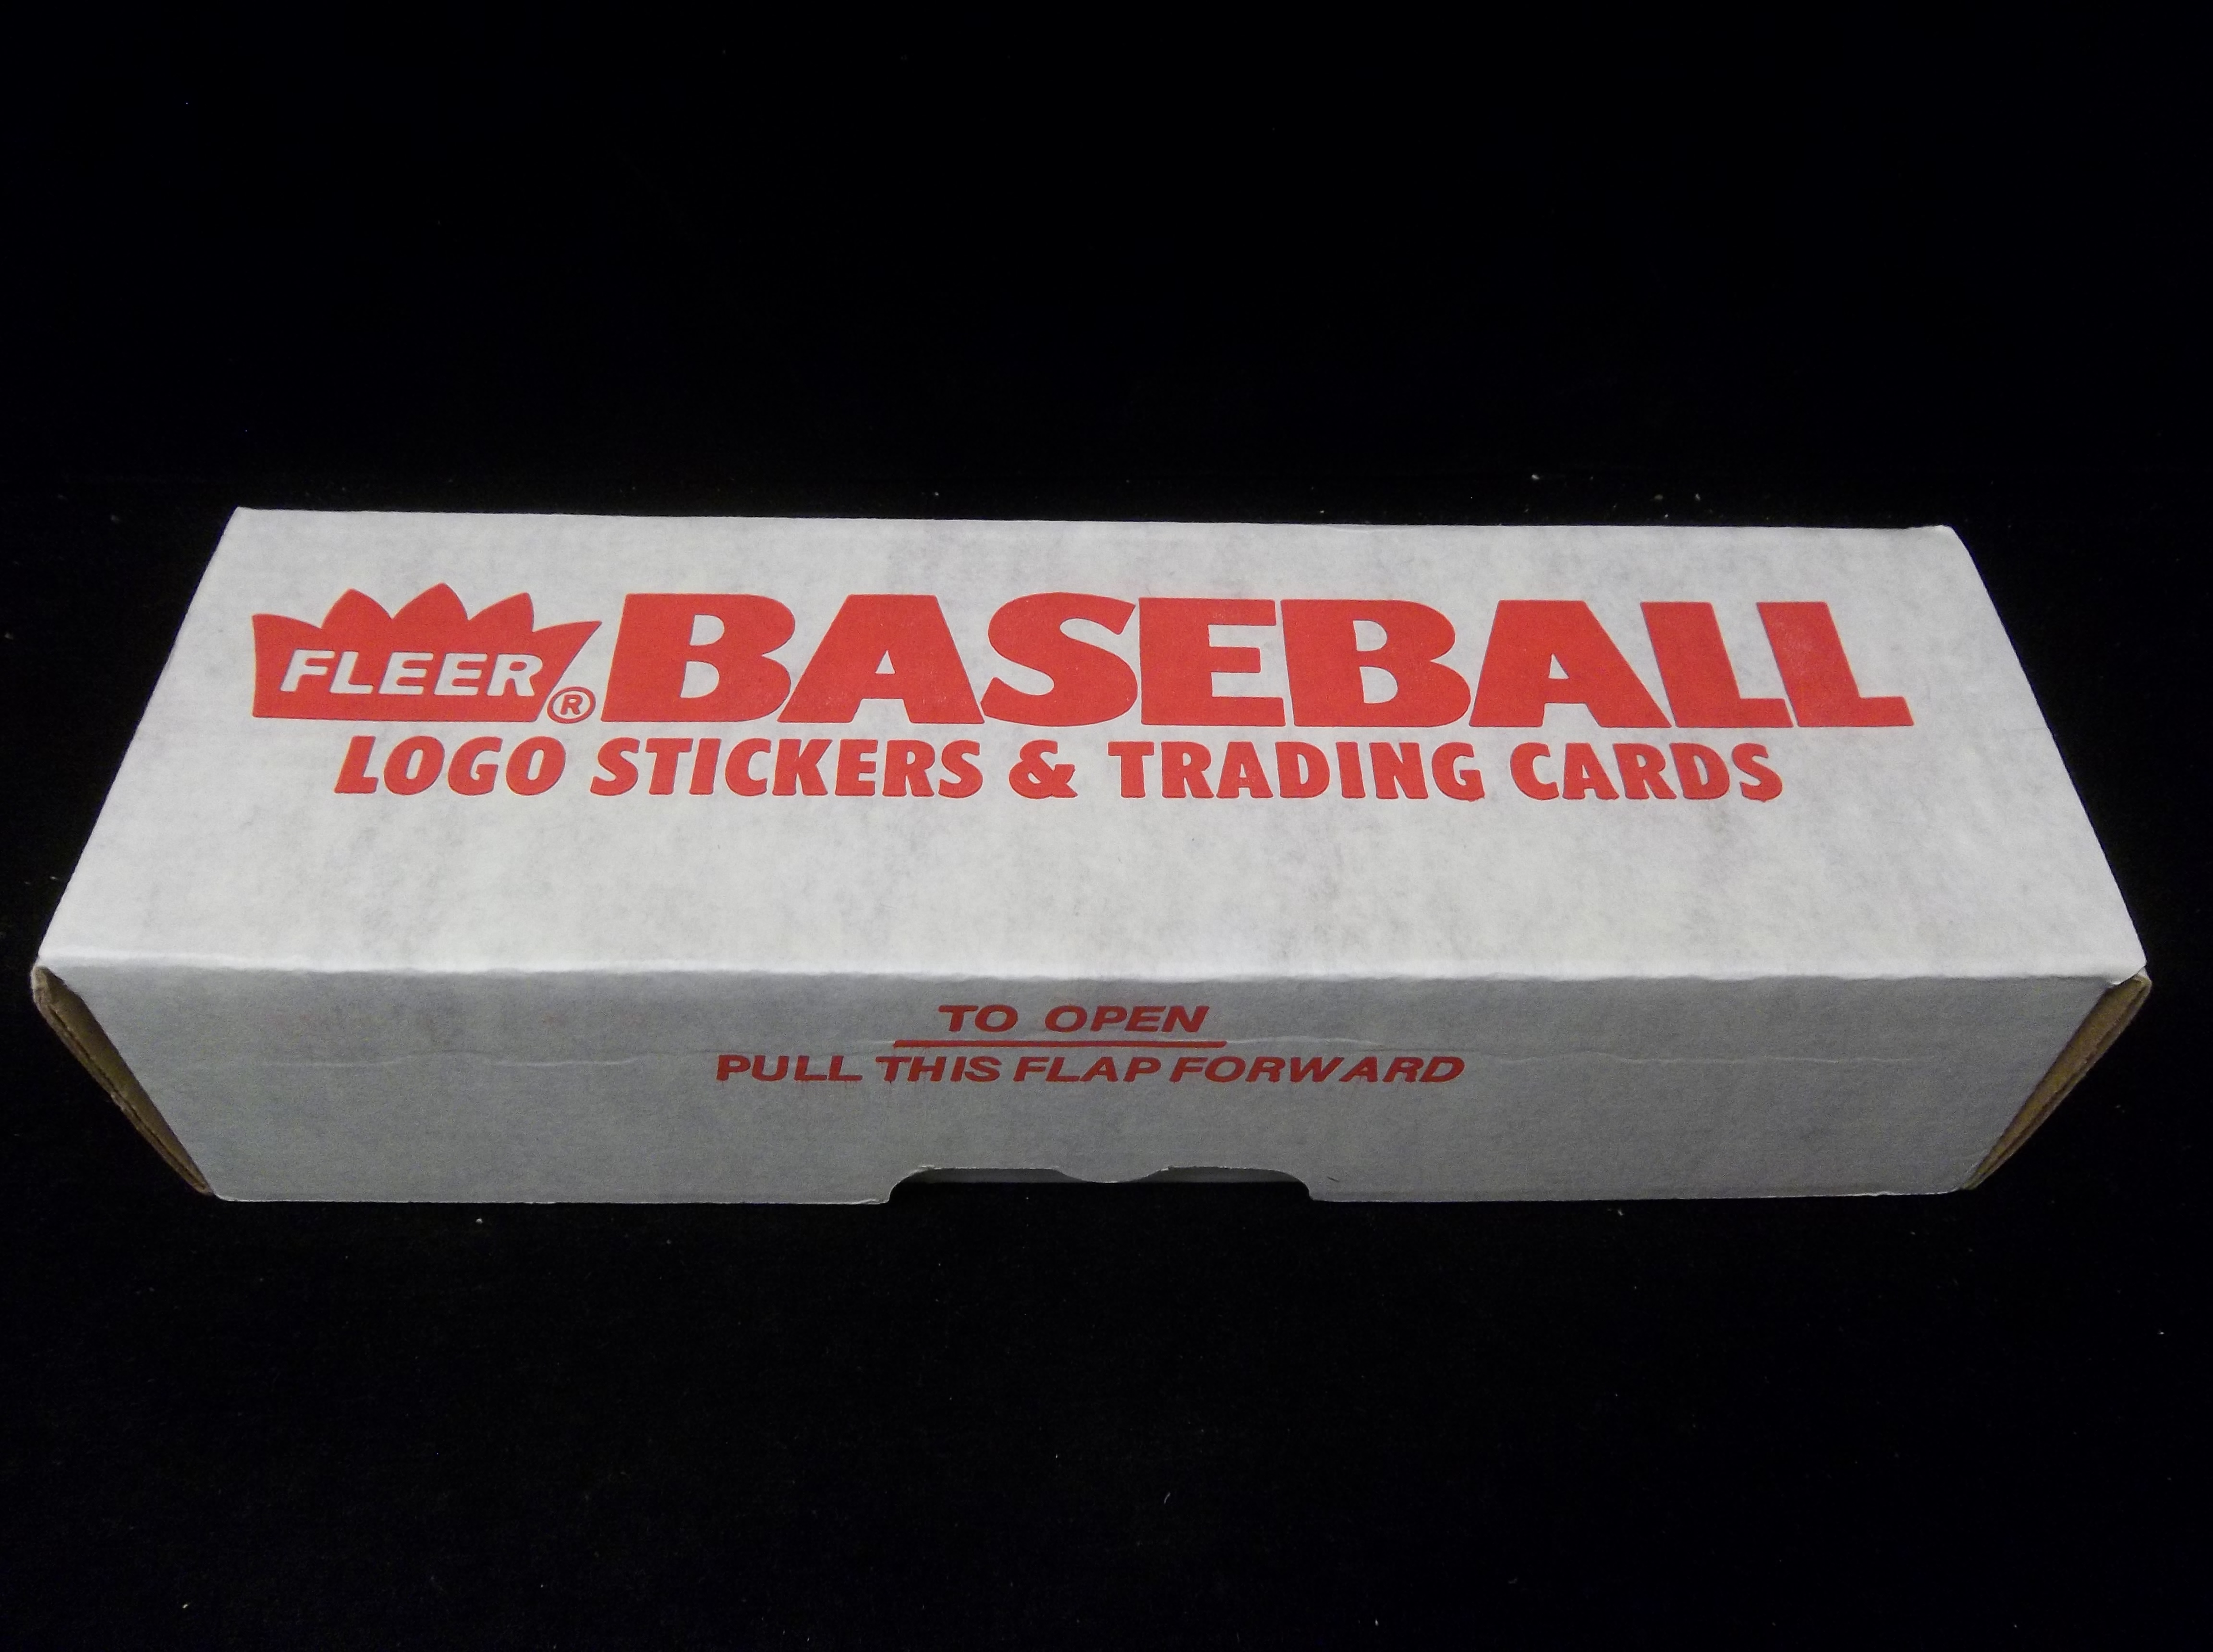 FLEER® BASEBALL
LOGO STICKERS & TRADING CARDS
TO OPEN
PULL THIS FLAP FORWARD